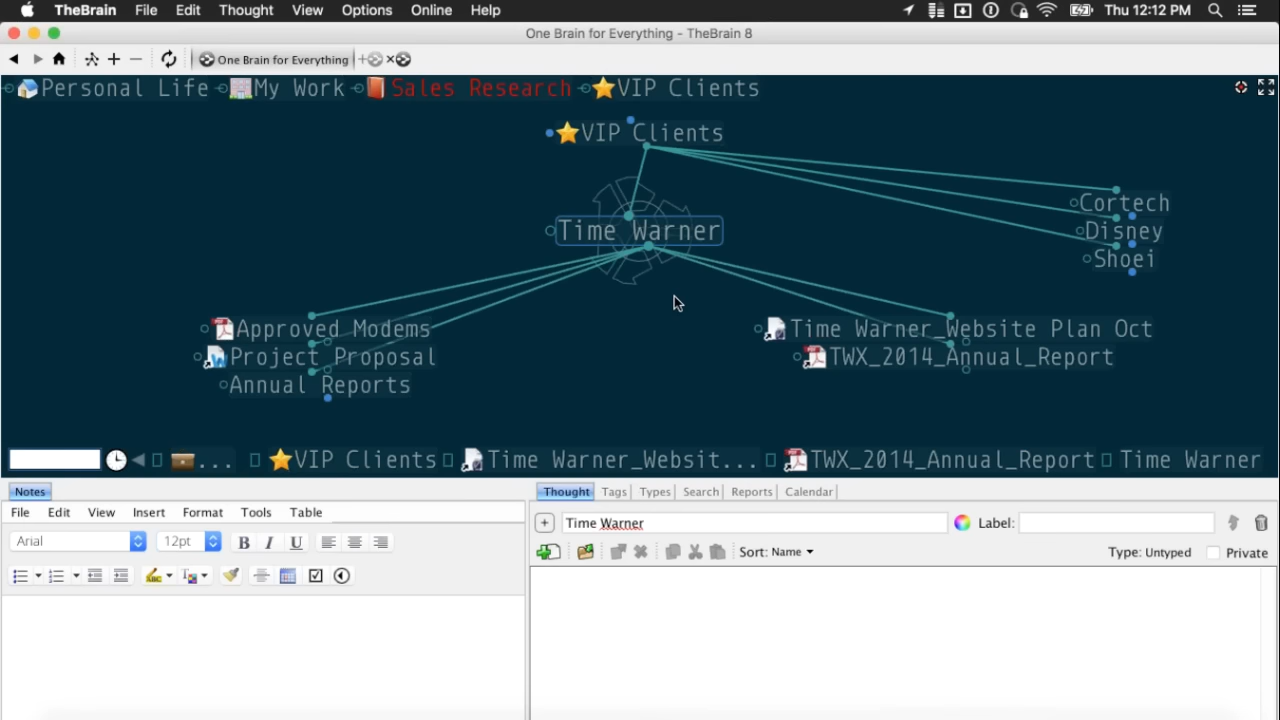 TheBrain File Edit Thought View Options Online Help Thu 12:12 PM
One Brain for Everything - TheBrain 8
One Brain for Everything
Personal Life My Work Sales Research VIP Clients
VIP Clients
Cortech
Time Warner
Disney
Shoei
Approved Modems
Time Warner_Website Plan Oct
Project Proposal
TWX_2014_Annual_Report
Annual Reports
... VIP Clients Time Warner_Websit... TWX_2014_Annual_Report Time Warner
Notes
Thought Tags Types Search Reports Calendar
File Edit View Insert Format Tools Table
Time Warner Label:
Arial 12pt B I U
Sort: Name Type: Untyped Private
ABC T